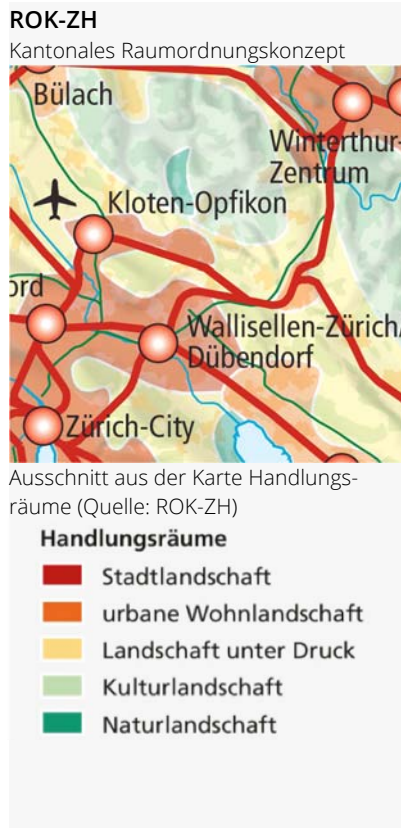 ROK-ZH
Kantonales Raumordnungskonzept
Bülach
Winterthur-
Zentrum
Kloten-Opfikon
ord
Wallisellen-Zürich/
Dübendorf
Zürich-City
Ausschnitt aus der Karte Handlungs-
räume (Quelle: ROK-ZH)
Handlungsräume
Stadtlandschaft
urbane Wohnlandschaft
Landschaft unter Druck
Kulturlandschaft
Naturlandschaft